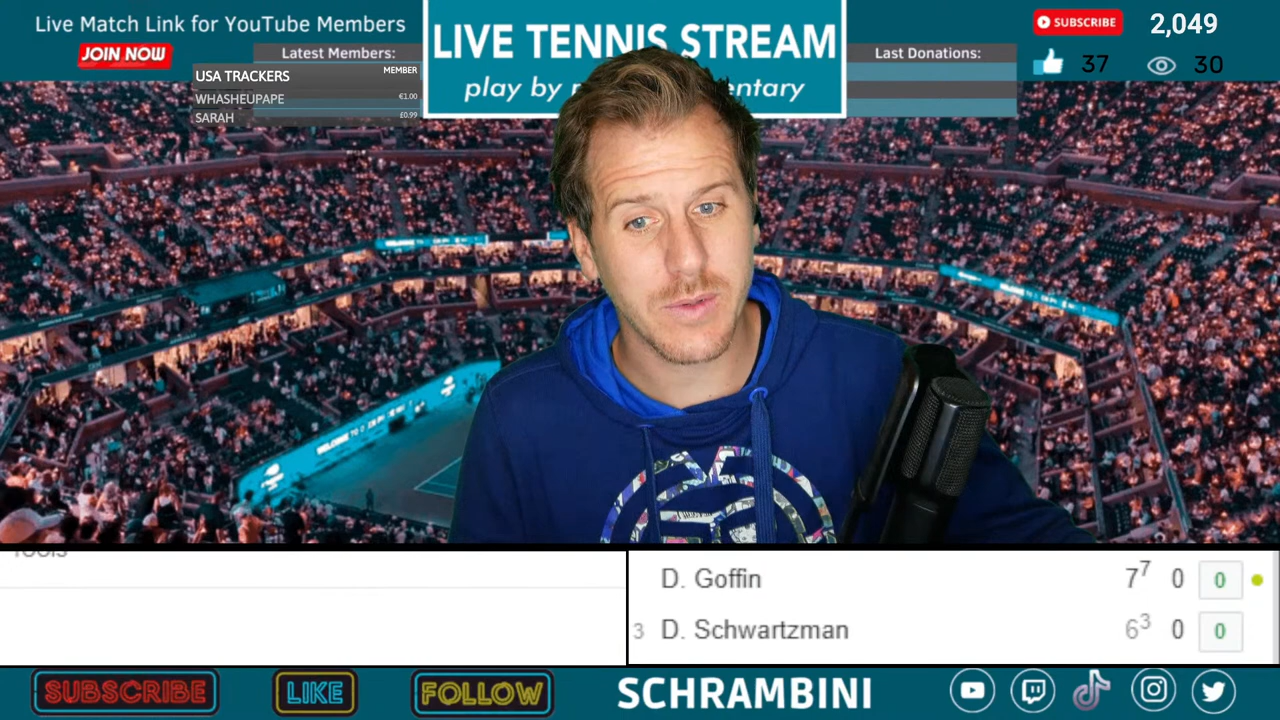 Live Match Link for YouTube Members
JOIN NOW
Latest Members:
USA TRACKERS MEMBER
WHASHEUPAPE €1.00
SARAH £0.99
LIVE TENNIS STREAM
play by entary
Last Donations:
SUBSCRIBE 2,049
37 30
D. Goffin 7 7 0 0
3 D. Schwartzman 6 3 0 0
SUBSCRIBE LIKE FOLLOW SCHRAMBINI